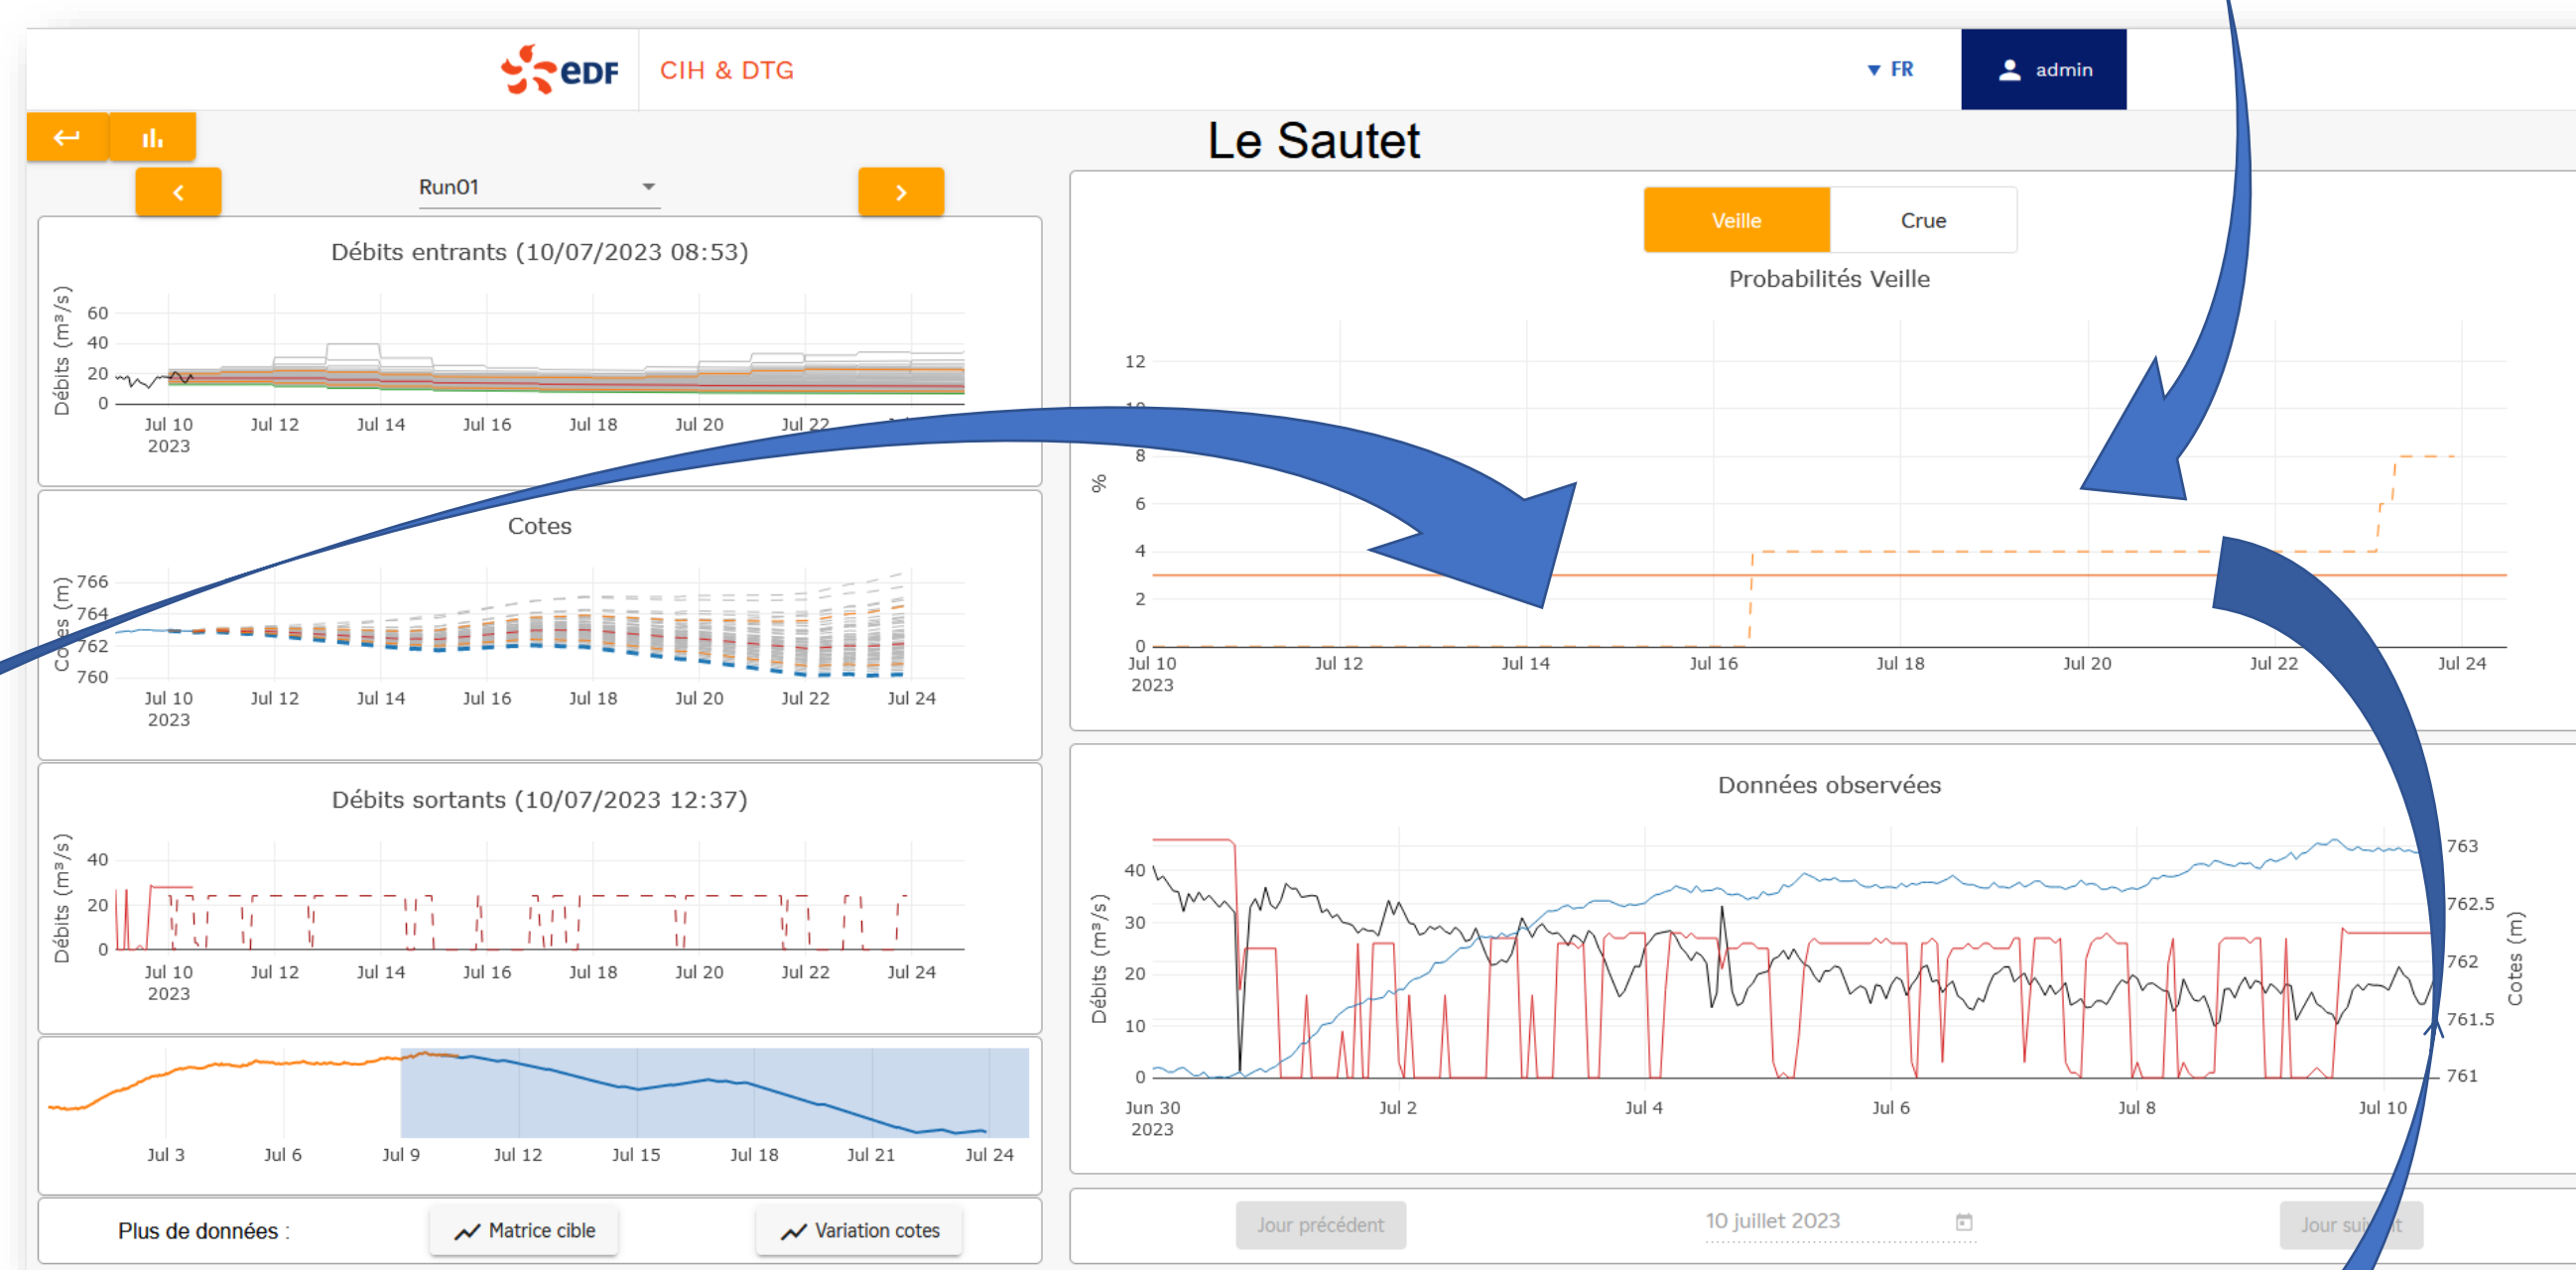 edF
CIH & DTG
FR
admin
Le Sautet
Run01
Débits entrants (10/07/2023 08:53)
Débits (m³/s)
60
40
20
0
Jul 10
2023
Jul 12
Jul 14
Jul 16
Jul 18
Jul 20
Jul 22
Cotes
Cotes (m)
766
764
762
760
Jul 10
2023
Jul 12
Jul 14
Jul 16
Jul 18
Jul 20
Jul 22
Jul 24
Débits sortants (10/07/2023 12:37)
Débits (m³/s)
40
20
0
Jul 10
2023
Jul 12
Jul 14
Jul 16
Jul 18
Jul 20
Jul 22
Jul 24
Jul 3
Jul 6
Jul 9
Jul 12
Jul 15
Jul 18
Jul 21
Jul 24
Plus de données :
Matrice cible
Variation cotes
Veille
Crue
Probabilités Veille
%
12
10
8
6
4
2
0
Jul 10
2023
Jul 12
Jul 14
Jul 16
Jul 18
Jul 20
Jul 22
Jul 24
Données observées
Débits (m³/s)
40
30
20
10
0
763
762.5
762
761.5
761
Cotes (m)
Jun 30
2023
Jul 2
Jul 4
Jul 6
Jul 8
Jul 10
Jour précédent
10 juillet 2023
Jour